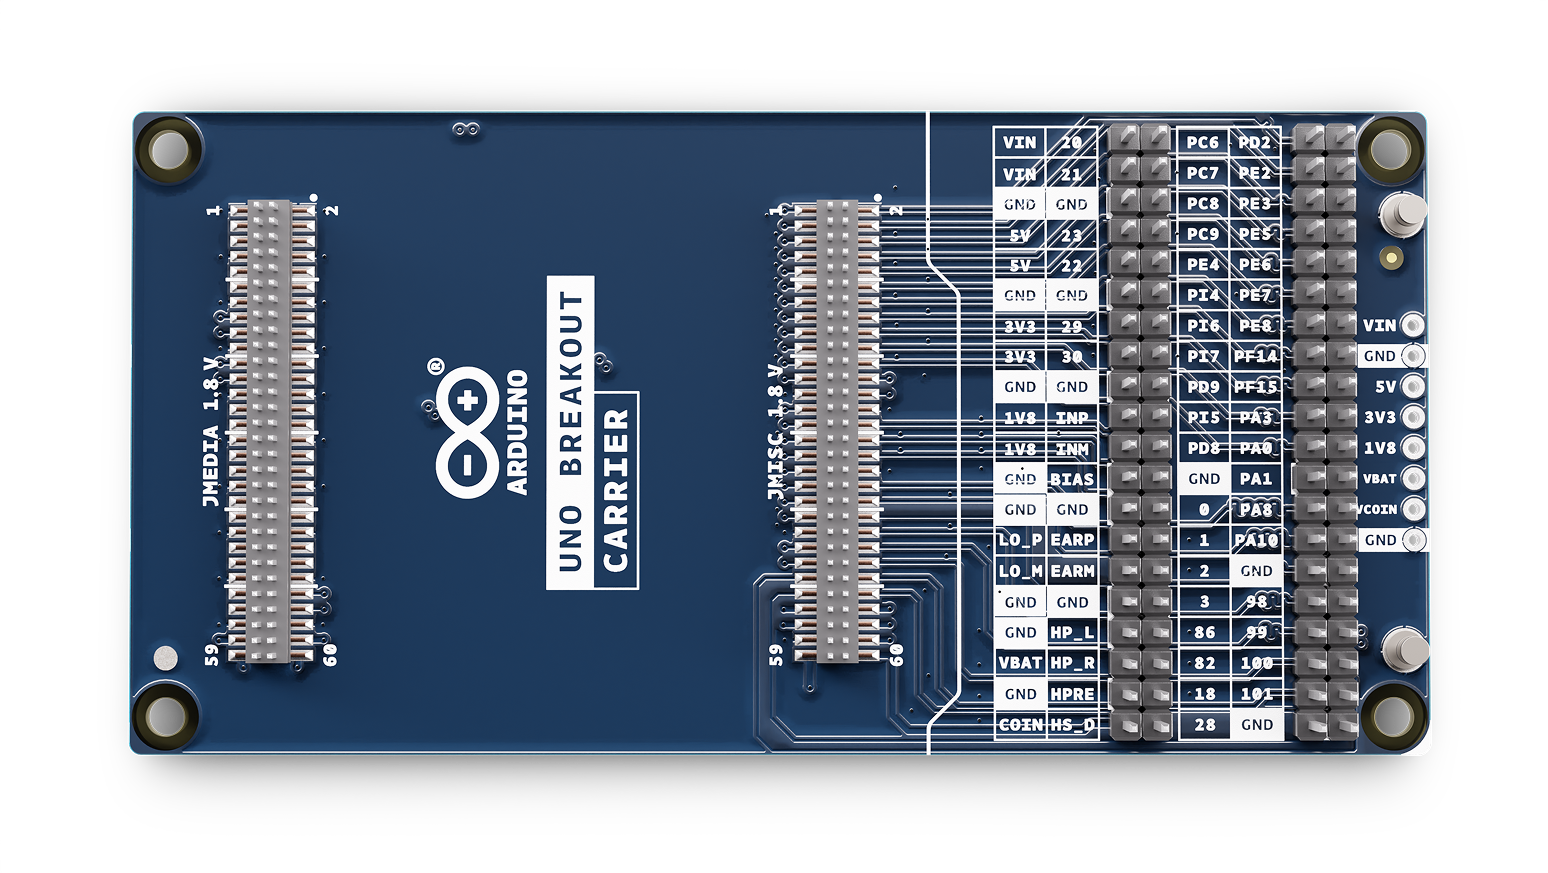 1 2
JMEDIA 1.8 V
59 60
®
ARDUINO
UNO BREAKOUT
CARRIER
1 2
JMISC 1.8 V
59 60
VIN 20
VIN 21
GND GND
5V 23
5V 22
GND GND
3V3 29
3V3 30
GND GND
1V8 INP
1V8 INM
GND BIAS
GND GND
LO_P EARP
LO_M EARM
GND GND
GND HP_L
VBAT HP_R
GND HPRE
COIN HS_D
PC6 PD2
PC7 PE2
PC8 PE3
PC9 PE5
PE4 PE6
PI4 PE7
PI6 PE8
PI7 PF14
PD9 PF15
PI5 PA3
PD8 PA0
GND PA1
0 PA8
1 PA10
2 GND
3 98
86 99
82 100
18 101
28 GND
VIN
GND
5V
3V3
1V8
VBAT
VCOIN
GND